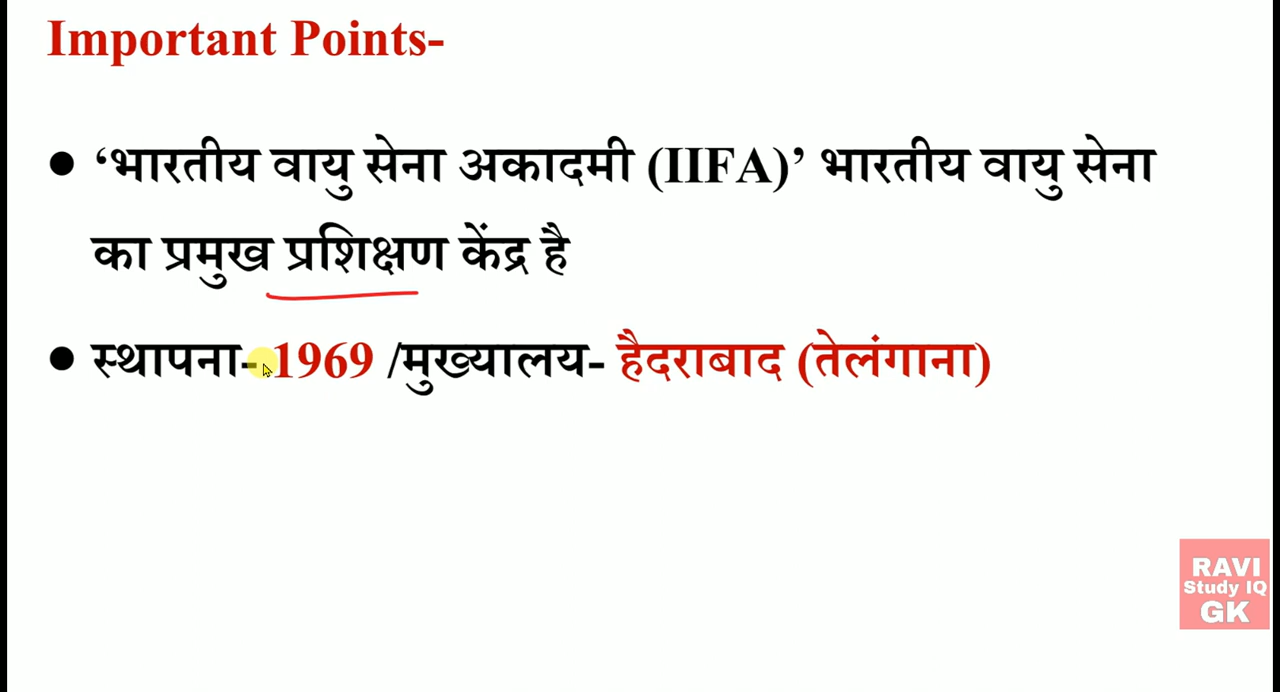 Important Points-
● ‘भारतीय वायु सेना अकादमी (IIFA)’ भारतीय वायु सेना
का प्रमुख प्रशिक्षण केंद्र है
● स्थापना- 1969 /मुख्यालय- हैदराबाद (तेलंगाना)
RAVI
Study IQ
GK